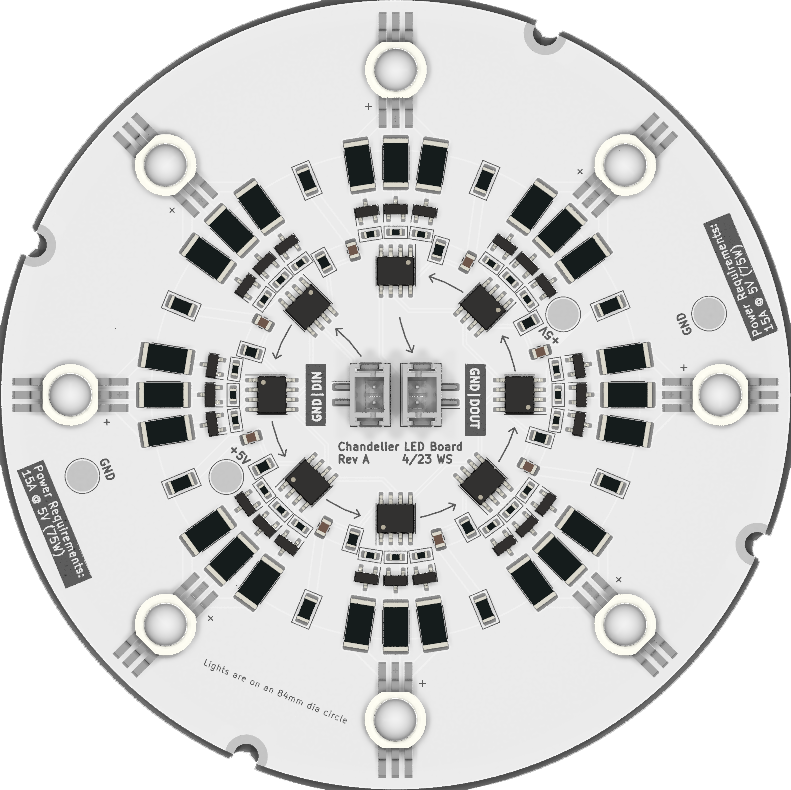 Power Requirements:
15A @ 5V (75W)
GND
+5V
GND|DIN
GND|DOUT
Chandelier LED Board
Rev A 4/23 WS
+5V
GND
Power Requirements:
15A @ 5V (75W)
Lights are on an 84mm dia circle